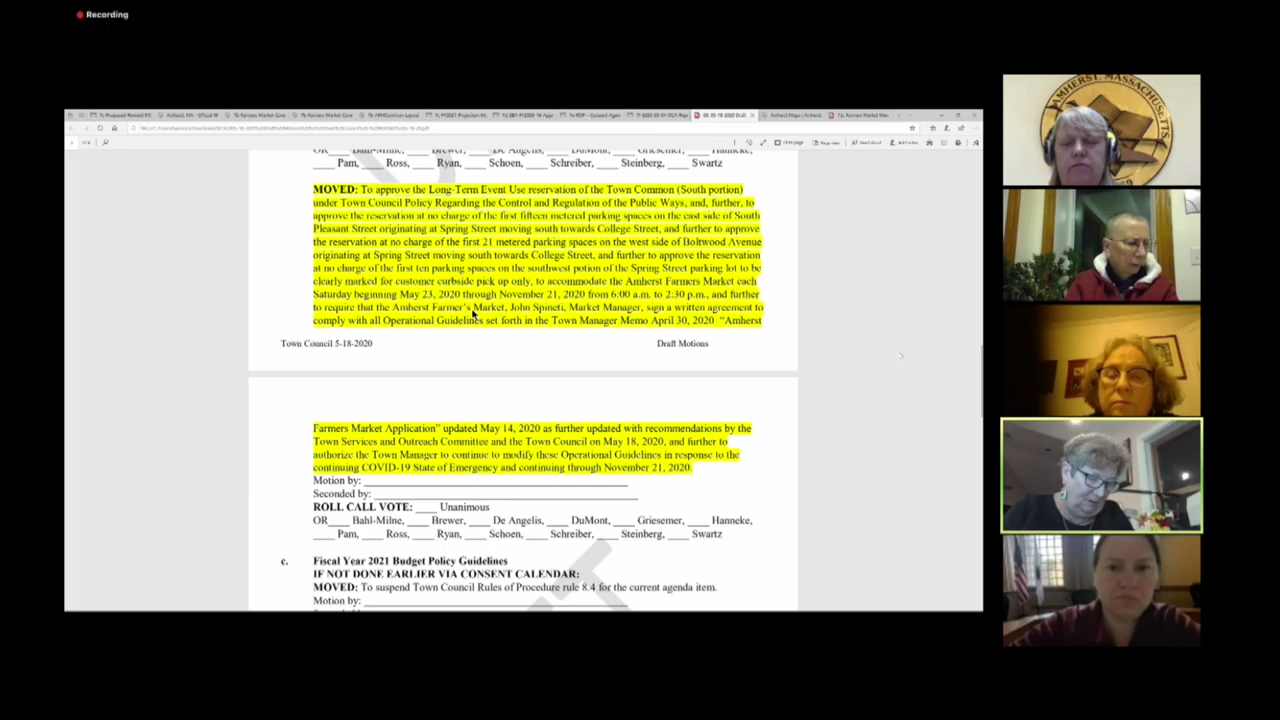 Recording
AMHERST, MASSACHUSETTS
____ Pam, ____ Ross, ____ Ryan, ____ Schoen, ____ Schreiber, ____ Steinberg, ____ Swartz
MOVED: To approve the Long-Term Event Use reservation of the Town Common (South portion)
under Town Council Policy Regarding the Control and Regulation of the Public Ways, and, further, to
approve the reservation at no charge of the first fifteen metered parking spaces on the east side of South
Pleasant Street originating at Spring Street moving south towards College Street, and further to approve
the reservation at no charge of the first 21 metered parking spaces on the west side of Boltwood Avenue
originating at Spring Street moving south towards College Street, and further to approve the reservation
at no charge of the first ten parking spaces on the southwest potion of the Spring Street parking lot to be
clearly marked for customer curbside pick up only, to accommodate the Amherst Farmers Market each
Saturday beginning May 23, 2020 through November 21, 2020 from 6:00 a.m. to 2:30 p.m., and further
to require that the Amherst Farmer's Market, John Spineti, Market Manager, sign a written agreement to
comply with all Operational Guidelines set forth in the Town Manager Memo April 30, 2020 "Amherst
Town Council 5-18-2020 Draft Motions
Farmers Market Application" updated May 14, 2020 as further updated with recommendations by the
Town Services and Outreach Committee and the Town Council on May 18, 2020, and further to
authorize the Town Manager to continue to modify these Operational Guidelines in response to the
continuing COVID-19 State of Emergency and continuing through November 21, 2020.
Motion by: ____
Seconded by: ____
ROLL CALL VOTE: ____ Unanimous
OR____ Bahl-Milne, ____ Brewer, ____ De Angelis, ____ DuMont, ____ Griesemer, ____ Hanneke,
____ Pam, ____ Ross, ____ Ryan, ____ Schoen, ____ Schreiber, ____ Steinberg, ____ Swartz
c. Fiscal Year 2021 Budget Policy Guidelines
IF NOT DONE EARLIER VIA CONSENT CALENDAR:
MOVED: To suspend Town Council Rules of Procedure rule 8.4 for the current agenda item.
Motion by: ____